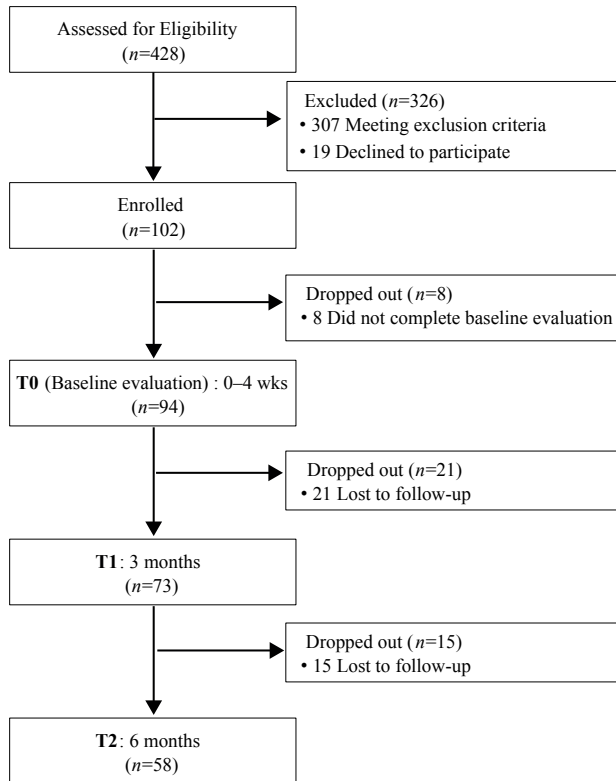 Assessed for Eligibility
(n=428)
Excluded (n=326)
• 307 Meeting exclusion criteria
• 19 Declined to participate
Enrolled
(n=102)
Dropped out (n=8)
• 8 Did not complete baseline evaluation
T0 (Baseline evaluation) : 0–4 wks
(n=94)
Dropped out (n=21)
• 21 Lost to follow-up
T1: 3 months
(n=73)
Dropped out (n=15)
• 15 Lost to follow-up
T2: 6 months
(n=58)